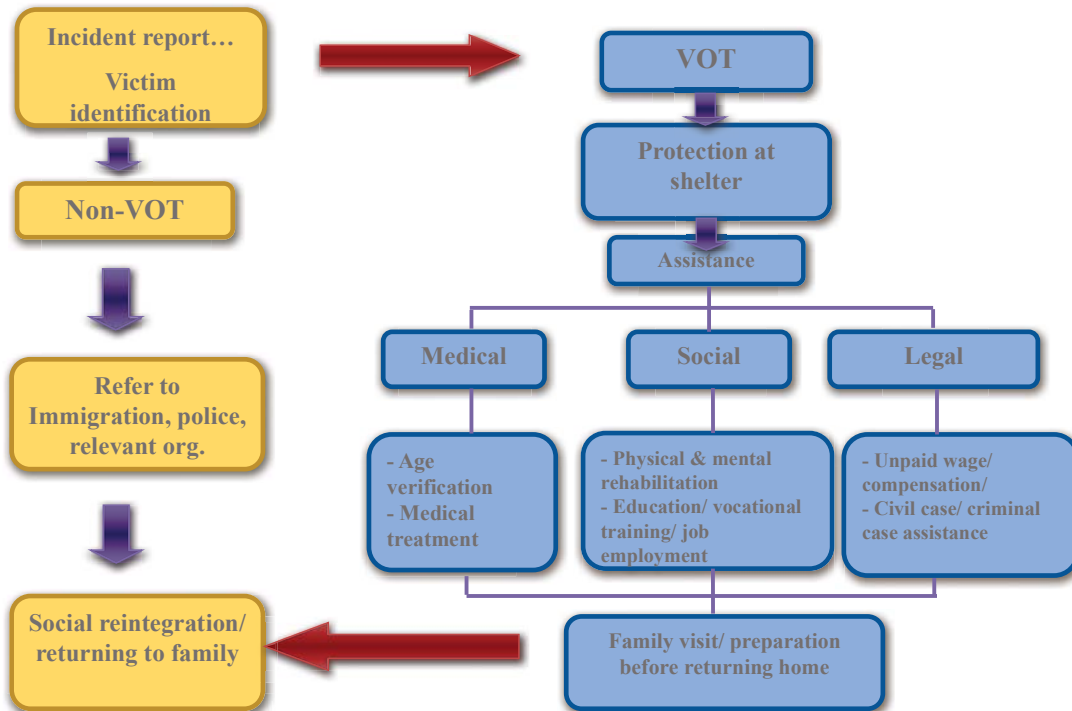 Incident report…
Victim
identification
Non-VOT
Refer to
Immigration, police,
relevant org.
Social reintegration/
returning to family
VOT
Protection at
shelter
Assistance
Medical
Social
Legal
- Age
verification
- Medical
treatment
- Physical & mental
rehabilitation
- Education/ vocational
training/ job
employment
- Unpaid wage/
compensation/
- Civil case/ criminal
case assistance
Family visit/ preparation
before returning home